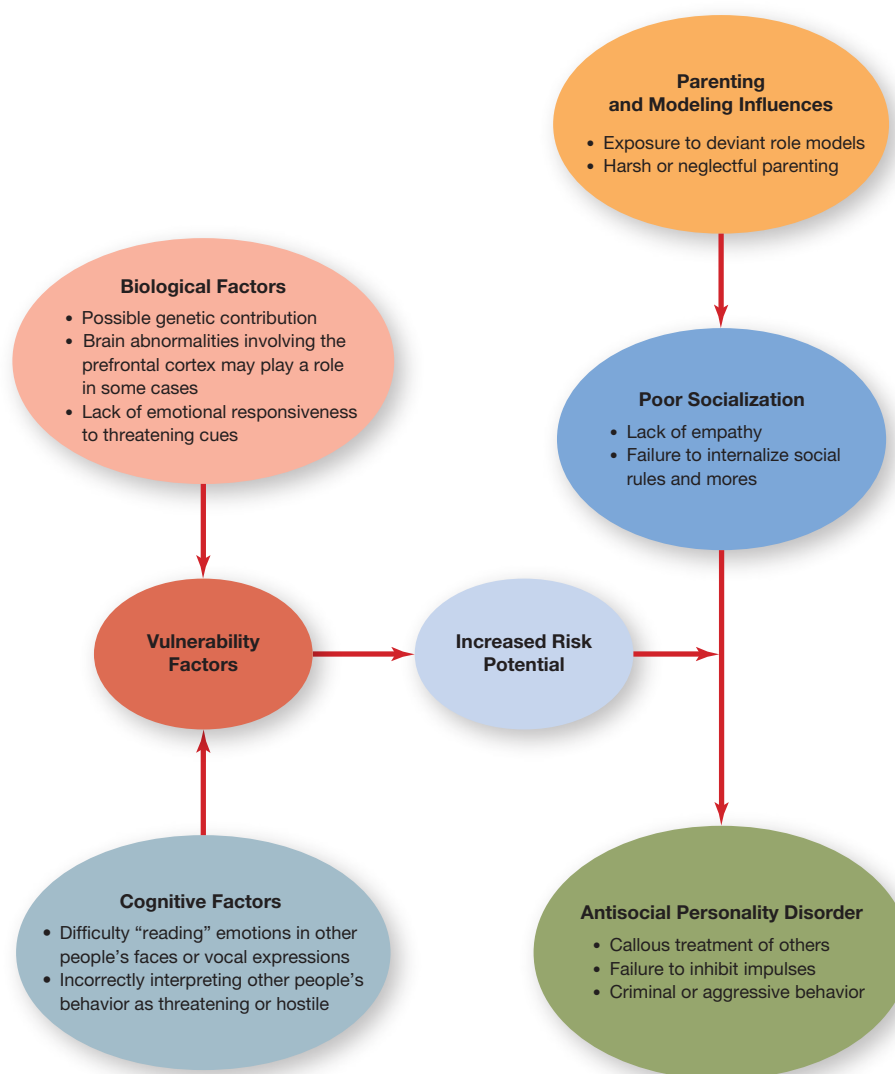 Parenting
and Modeling Influences
• Exposure to deviant role models
• Harsh or neglectful parenting
Biological Factors
• Possible genetic contribution
• Brain abnormalities involving the
prefrontal cortex may play a role
in some cases
• Lack of emotional responsiveness
to threatening cues
Poor Socialization
• Lack of empathy
• Failure to internalize social
rules and mores
Vulnerability
Factors
Increased Risk
Potential
Cognitive Factors
• Difficulty “reading” emotions in other
people’s faces or vocal expressions
• Incorrectly interpreting other people’s
behavior as threatening or hostile
Antisocial Personality Disorder
• Callous treatment of others
• Failure to inhibit impulses
• Criminal or aggressive behavior